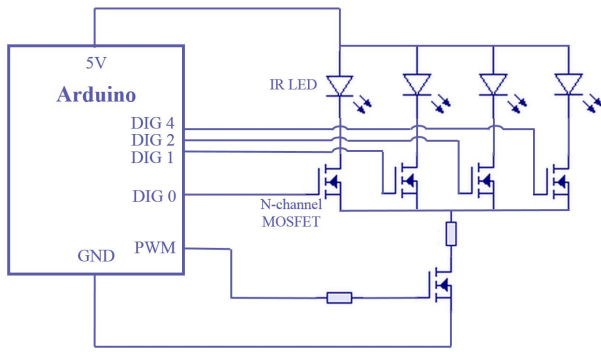 5V
Arduino
IR LED
DIG 4
DIG 2
DIG 1
DIG 0
N-channel
MOSFET
PWM
GND